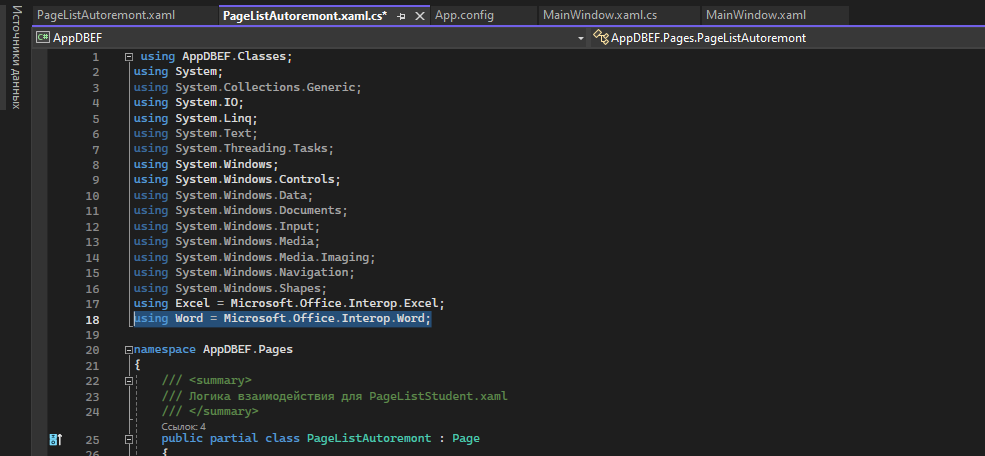 Источники данных
PageListAutoremont.xaml PageListAutoremont.xaml.cs* App.config MainWindow.xaml.cs MainWindow.xaml
C# AppDBEF AppDBEF.Pages.PageListAutoremont
1 using AppDBEF.Classes;
2 using System;
3 using System.Collections.Generic;
4 using System.IO;
5 using System.Linq;
6 using System.Text;
7 using System.Threading.Tasks;
8 using System.Windows;
9 using System.Windows.Controls;
10 using System.Windows.Data;
11 using System.Windows.Documents;
12 using System.Windows.Input;
13 using System.Windows.Media;
14 using System.Windows.Media.Imaging;
15 using System.Windows.Navigation;
16 using System.Windows.Shapes;
17 using Excel = Microsoft.Office.Interop.Excel;
18 using Word = Microsoft.Office.Interop.Word;
19
20 namespace AppDBEF.Pages
21 {
22 /// <summary>
23 /// Логика взаимодействия для PageListStudent.xaml
24 /// </summary>
Ссылок: 4
25 public partial class PageListAutoremont : Page
26 {